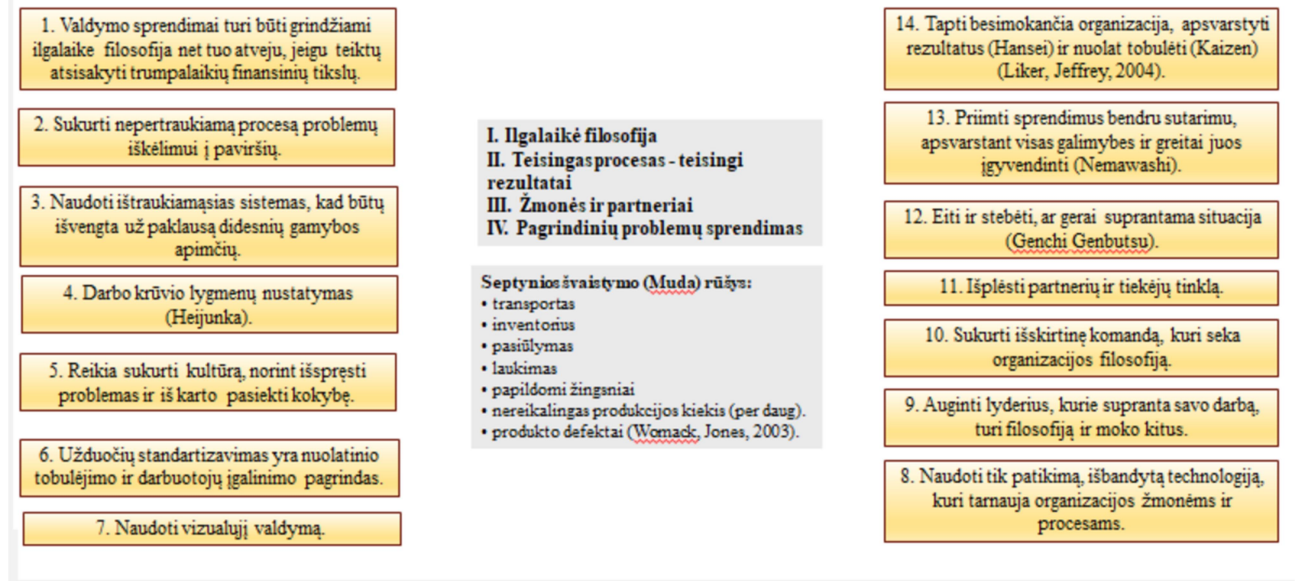 1. Valdymo sprendimai turi būti grindžiami
ilgalaike filosofija net tuo atveju, jeigu teiktų
atsisakyti trumpalaikių finansinių tikslų.
2. Sukurti nepertraukiamą procesą problemų
iškėlimui į paviršių.
3. Naudoti ištraukiamąsias sistemas, kad būtų
išvengta už paklausą didesnių gamybos
apimčių.
4. Darbo krūvio lygmenų nustatymas
(Heijunka).
5. Reikia sukurti kultūrą, norint išspręsti
problemas ir iš karto pasiekti kokybę.
6. Užduočių standartizavimas yra nuolatinio
tobulėjimo ir darbuotojų įgalinimo pagrindas.
7. Naudoti vizualųjį valdymą.
I. Ilgalaikė filosofija
II. Teisingas procesas - teisingi
rezultatai
III. Žmonės ir partneriai
IV. Pagrindinių problemų sprendimas
Septynios švaistymo (Muda) rūšys:
• transportas
• inventorius
• pasiūlymas
• laukimas
• papildomi žingsniai
• nereikalingas produkcijos kiekis (per daug).
• produkto defektai (Womack, Jones, 2003).
14. Tapti besimokančia organizacija, apsvarstyti
rezultatus (Hansei) ir nuolat tobulėti (Kaizen)
(Liker, Jeffrey, 2004).
13. Priimti sprendimus bendru sutarimu,
apsvarstant visas galimybes ir greitai juos
įgyvendinti (Nemawashi).
12. Eiti ir stebėti, ar gerai suprantama situacija
(Genchi Genbutsu).
11. Išplėsti partnerių ir tiekėjų tinklą.
10. Sukurti išskirtinę komandą, kuri seka
organizacijos filosofiją.
9. Auginti lyderius, kurie supranta savo darbą,
turi filosofiją ir moko kitus.
8. Naudoti tik patikimą, išbandytą technologiją,
kuri tarnauja organizacijos žmonėms ir
procesams.